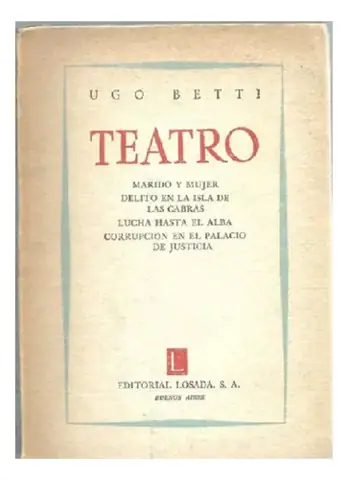 UGO BETTI
TEATRO
MARIDO Y MUJER
DELITO EN LA ISLA DE
LAS CABRAS
LUCHA HASTA EL ALBA
CORRUPCION EN EL PALACIO
DE JUSTICIA
L
EDITORIAL LOSADA, S. A.
BUENOS AIRES